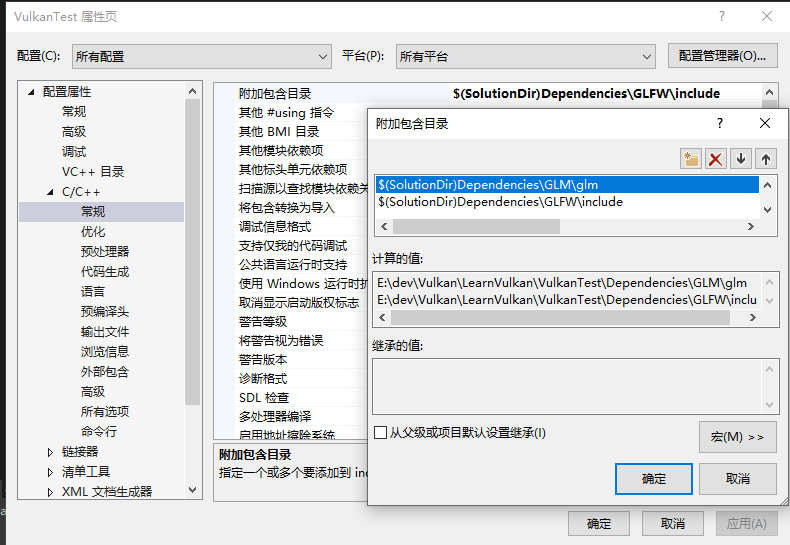 VulkanTest 属性页
配置(C):
所有配置
平台(P):
所有平台
配置管理器(O)...
配置属性
常规
高级
调试
VC++ 目录
C/C++
常规
优化
预处理器
代码生成
语言
预编译头
输出文件
浏览信息
外部包含
高级
所有选项
命令行
链接器
清单工具
XML 文档生成器
附加包含目录
$(SolutionDir)Dependencies\GLFW\include
其他 #using 指令
其他 BMI 目录
其他模块依赖项
其他标头单元依赖项
扫描源以查找模块依赖关
将包含转换为导入
调试信息格式
支持仅我的代码调试
公共语言运行时支持
使用 Windows 运行时扩
取消显示启动版权标志
警告等级
将警告视为错误
警告版本
诊断格式
SDL 检查
多处理器编译
启用地址擦除系统
附加包含目录
指定一个或多个要添加到 inc
附加包含目录
$(SolutionDir)Dependencies\GLM\glm
$(SolutionDir)Dependencies\GLFW\include
计算的值:
E:\dev\Vulkan\LearnVulkan\VulkanTest\Dependencies\GLM\glm
E:\dev\Vulkan\LearnVulkan\VulkanTest\Dependencies\GLFW\inclu
继承的值:
从父级或项目默认设置继承(I)
宏(M) >>
确定
取消
确定
取消
应用(A)